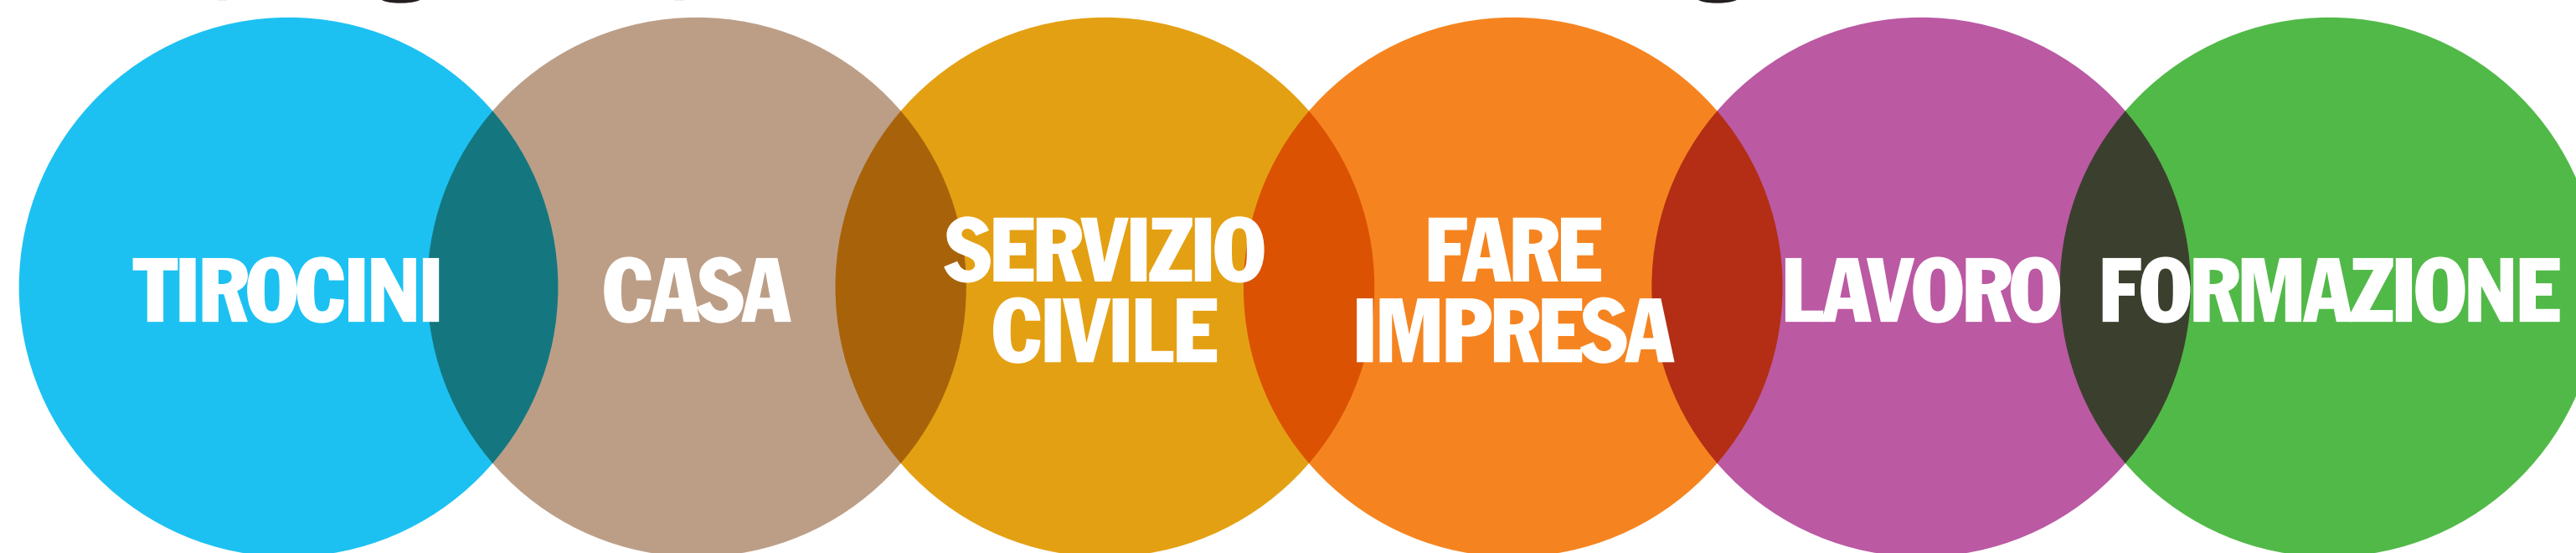 TIROCINI
CASA
SERVIZIO
CIVILE
FARE
IMPRESA
LAVORO
FORMAZIONE